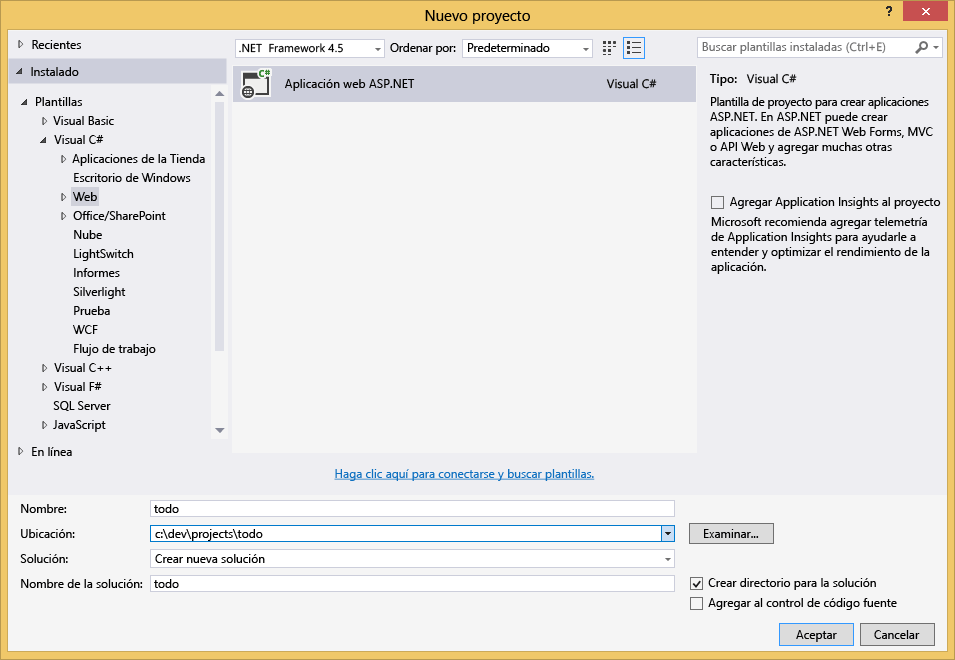 Nuevo proyecto
?
Recientes
Instalado
Plantillas
Visual Basic
Visual C#
Aplicaciones de la Tienda
Escritorio de Windows
Web
Office/SharePoint
Nube
LightSwitch
Informes
Silverlight
Prueba
WCF
Flujo de trabajo
Visual C++
Visual F#
SQL Server
JavaScript
En línea
.NET Framework 4.5
Ordenar por: Predeterminado
C# Aplicación web ASP.NET Visual C#
Haga clic aquí para conectarse y buscar plantillas.
Buscar plantillas instaladas (Ctrl+E)
Tipo: Visual C#
Plantilla de proyecto para crear aplicaciones
ASP.NET. En ASP.NET puede crear
aplicaciones de ASP.NET Web Forms, MVC
o API Web y agregar muchas otras
características.
Agregar Application Insights al proyecto
Microsoft recomienda agregar telemetría
de Application Insights para ayudarle a
entender y optimizar el rendimiento de la
aplicación.
Nombre: todo
Ubicación: c:\dev\projects\todo Examinar...
Solución: Crear nueva solución
Nombre de la solución: todo
Crear directorio para la solución
Agregar al control de código fuente
Aceptar Cancelar